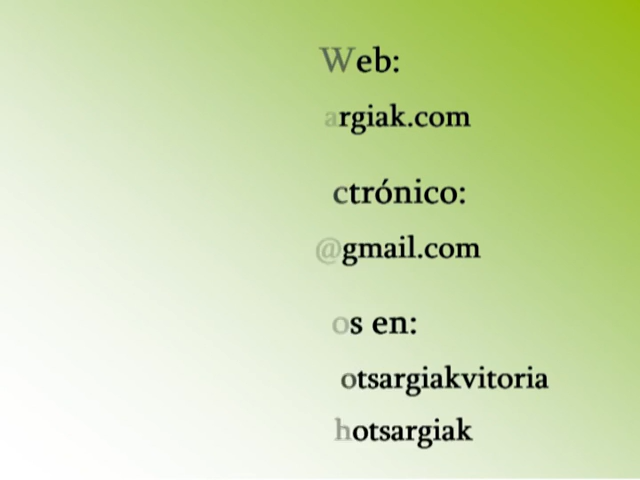 Web:
argiak.com
ctrónico:
@gmail.com
os en:
otsargiakvitoria
hotsargiak